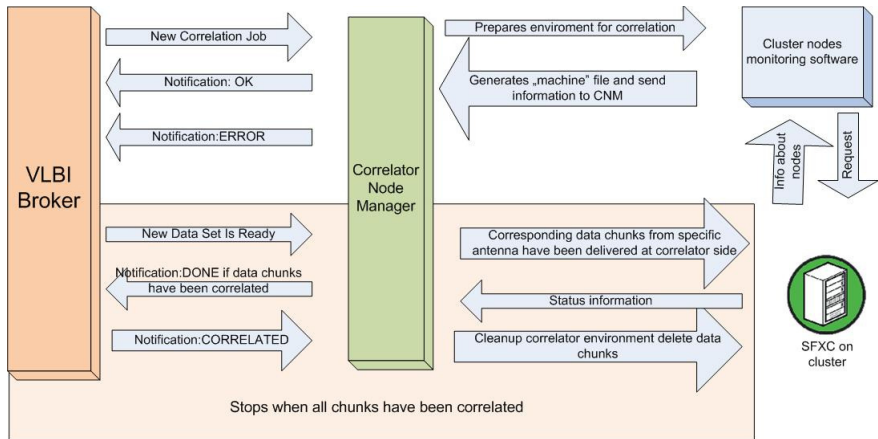 New Correlation Job
Prepares enviroment for correlation
Cluster nodes
monitoring software
Notification: OK
Generates „machine" file and send
information to CNM
Notification:ERROR
VLBI
Broker
Correlator
Node
Manager
Info about
nodes
Request
New Data Set Is Ready
Corresponding data chunks from specific
antenna have been delivered at correlator side
Notification:DONE if data chunks
have been correlated
Status information
Notification:CORRELATED
Cleanup correlator environment delete data
chunks
SFXC on
cluster
Stops when all chunks have been correlated